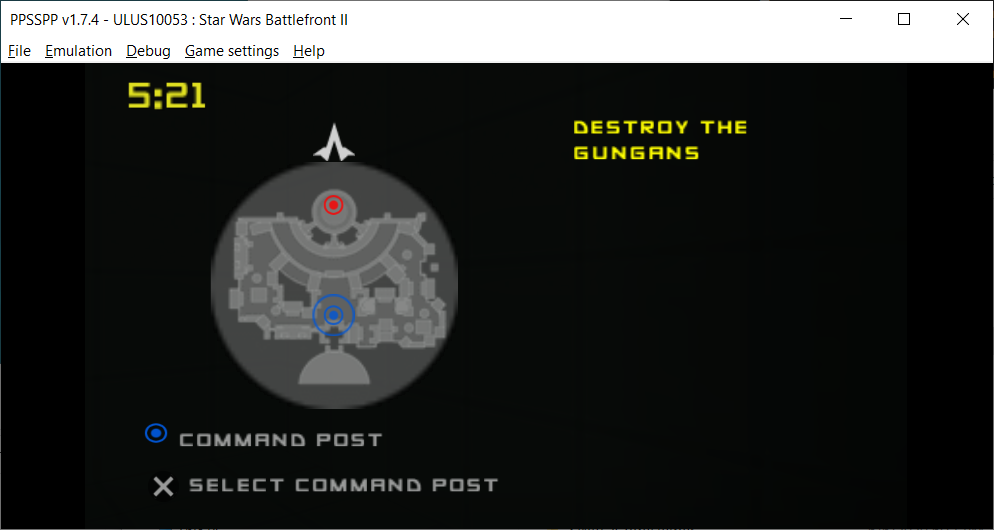 PPSSPP v1.7.4 - ULUS10053 : Star Wars Battlefront II
File Emulation Debug Game settings Help
5:21
DESTROY THE
GUNGANS
COMMAND POST
SELECT COMMAND POST